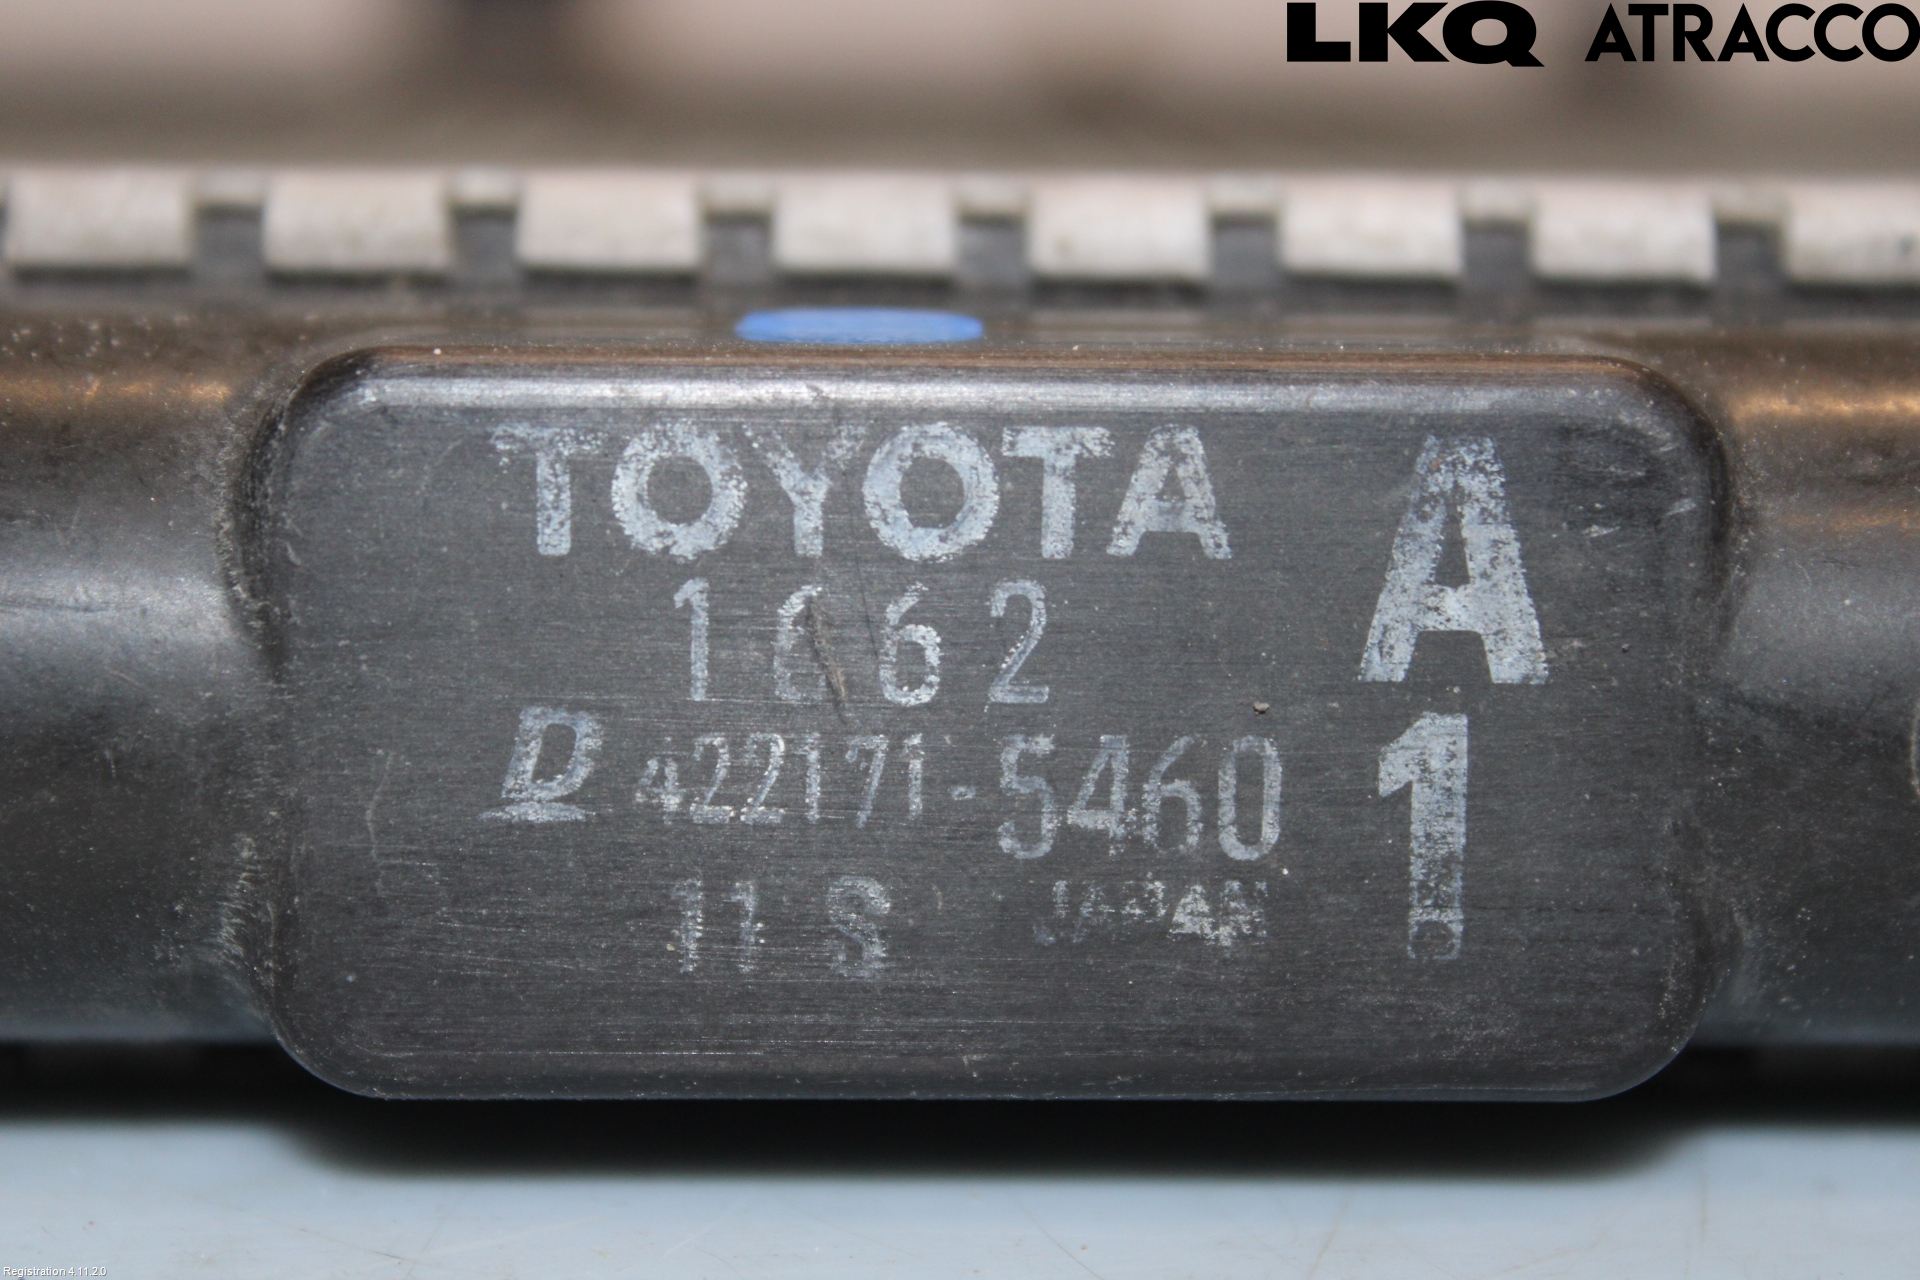 LKQ ATRACCO
TOYOTA
A
1662
D 422171-5460
1
11 S JAPAN
Registration 4.11.2.0